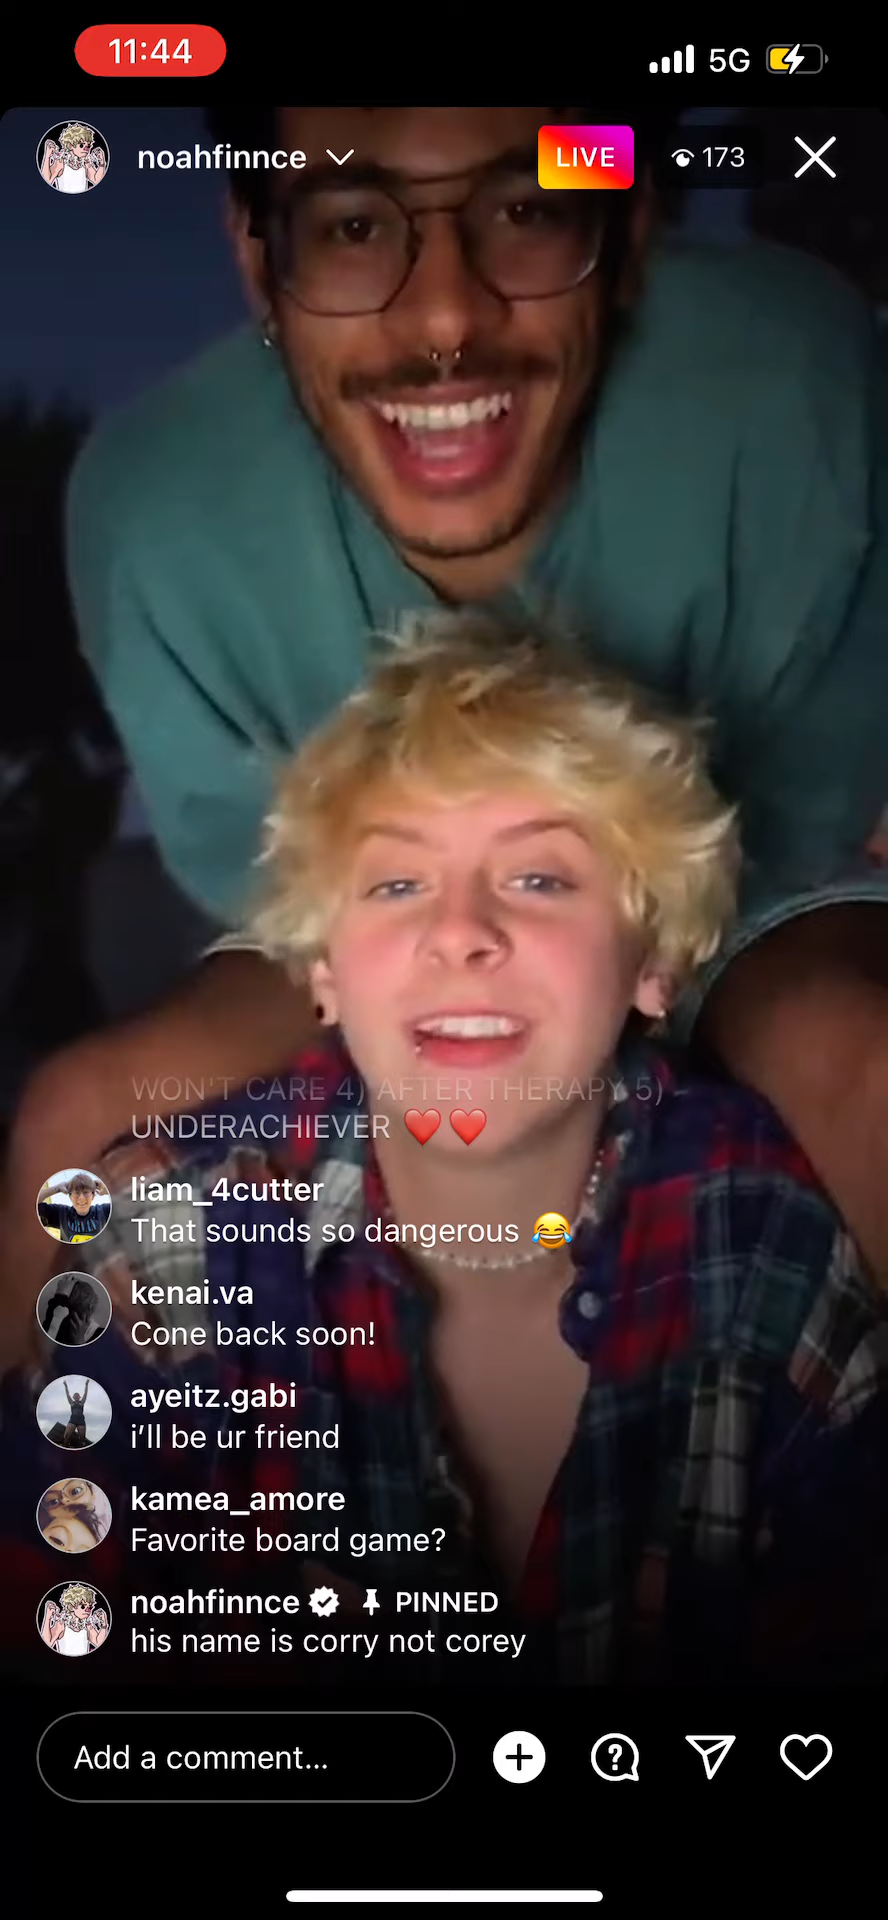 11:44
5G
noahfinnce
LIVE
173
WON'T CARE 4) AFTER THERAPY 5)
UNDERACHIEVER ❤️❤️
liam_4cutter
That sounds so dangerous 😂
kenai.va
Cone back soon!
ayeitz.gabi
i’ll be ur friend
kamea_amore
Favorite board game?
noahfinnce PINNED
his name is corry not corey
Add a comment...